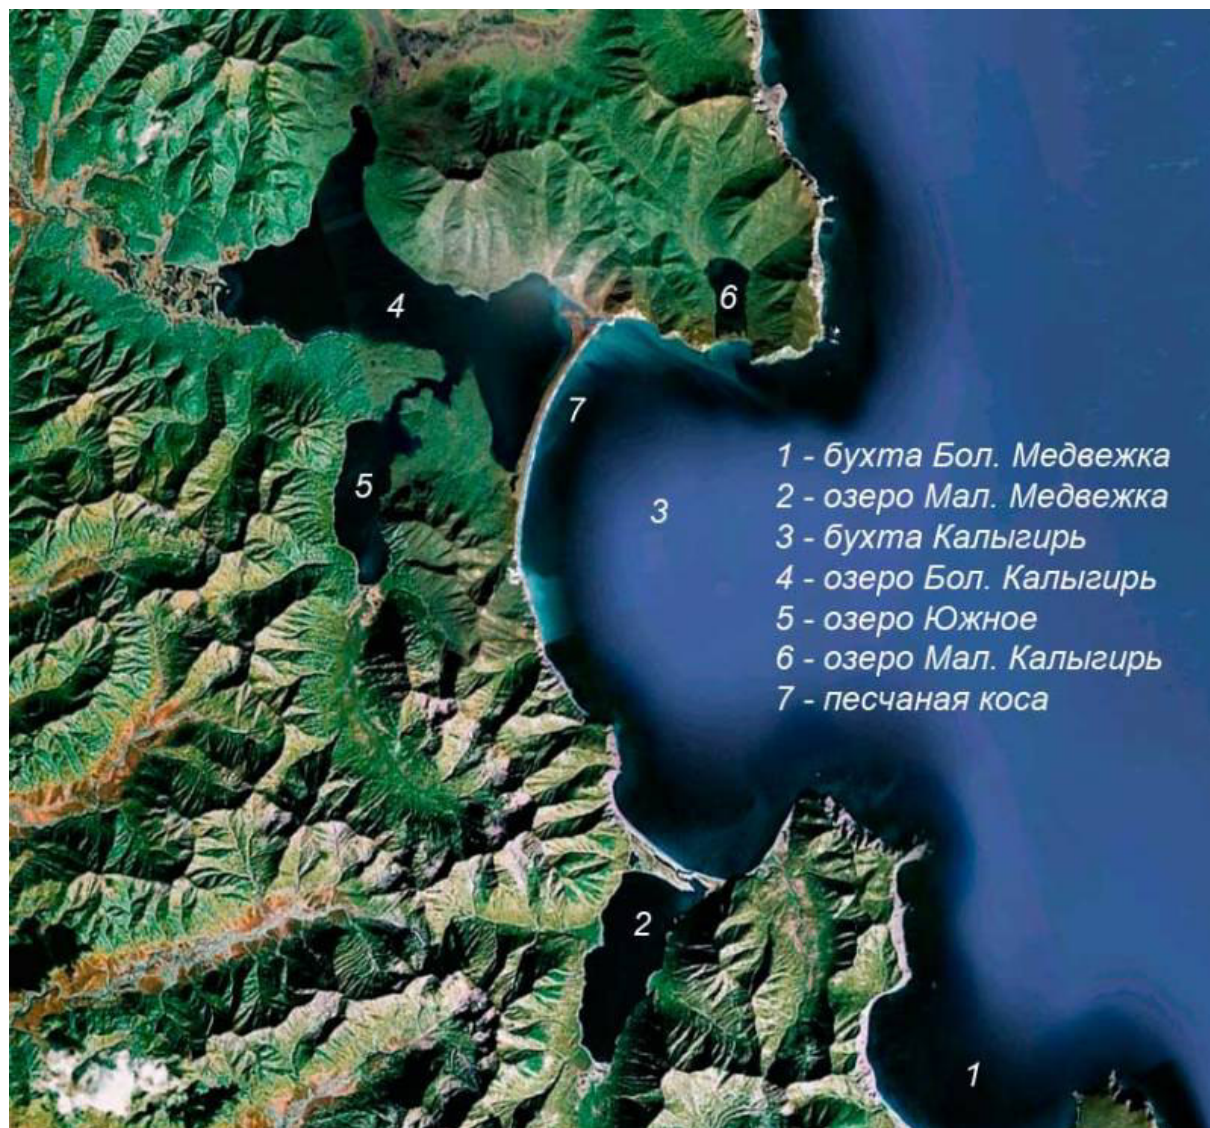 4
6
7
5
3
1 - бухта Бол. Медвежка
2 - озеро Мал. Медвежка
3 - бухта Калыгирь
4 - озеро Бол. Калыгирь
5 - озеро Южное
6 - озеро Мал. Калыгирь
7 - песчаная коса
2
1